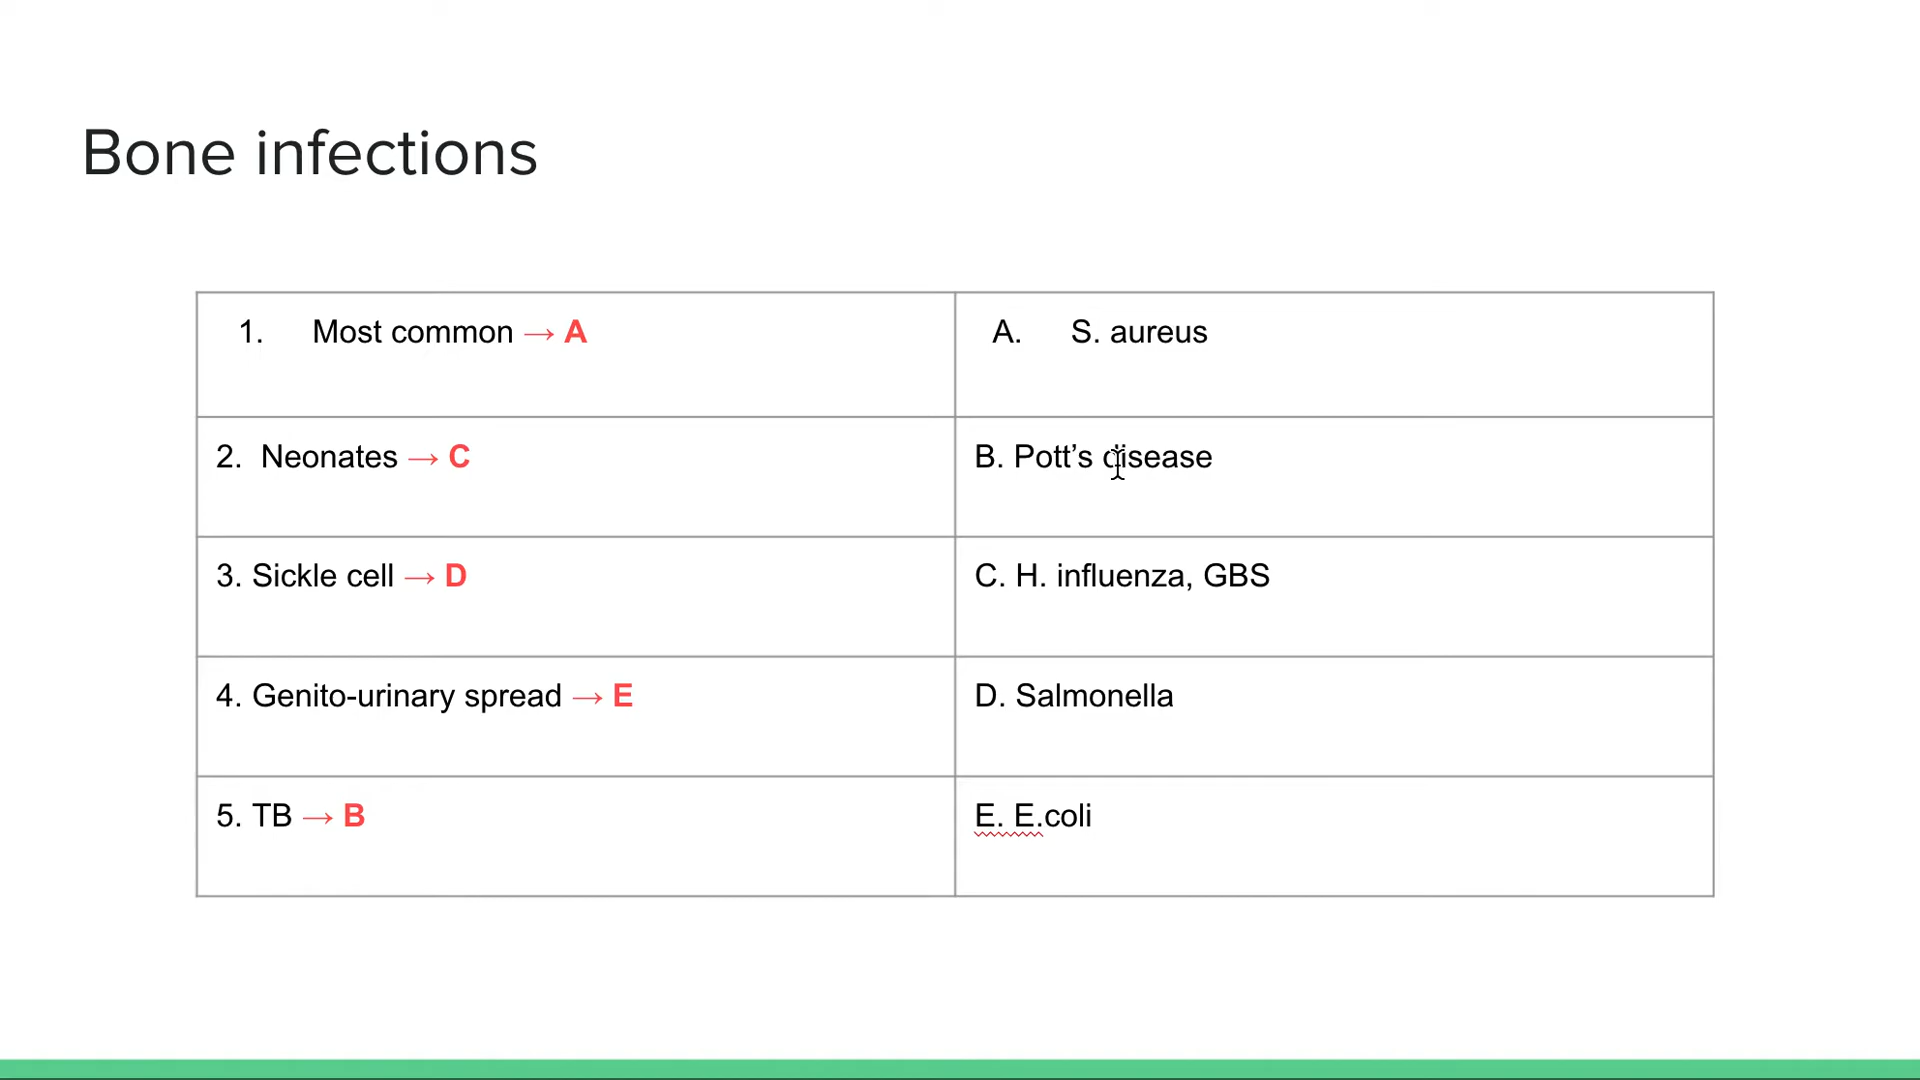 Bone infections
1. Most common → A
A. S. aureus
2. Neonates → C
B. Pott’s disease
3. Sickle cell → D
C. H. influenza, GBS
4. Genito-urinary spread → E
D. Salmonella
5. TB → B
E. E.coli